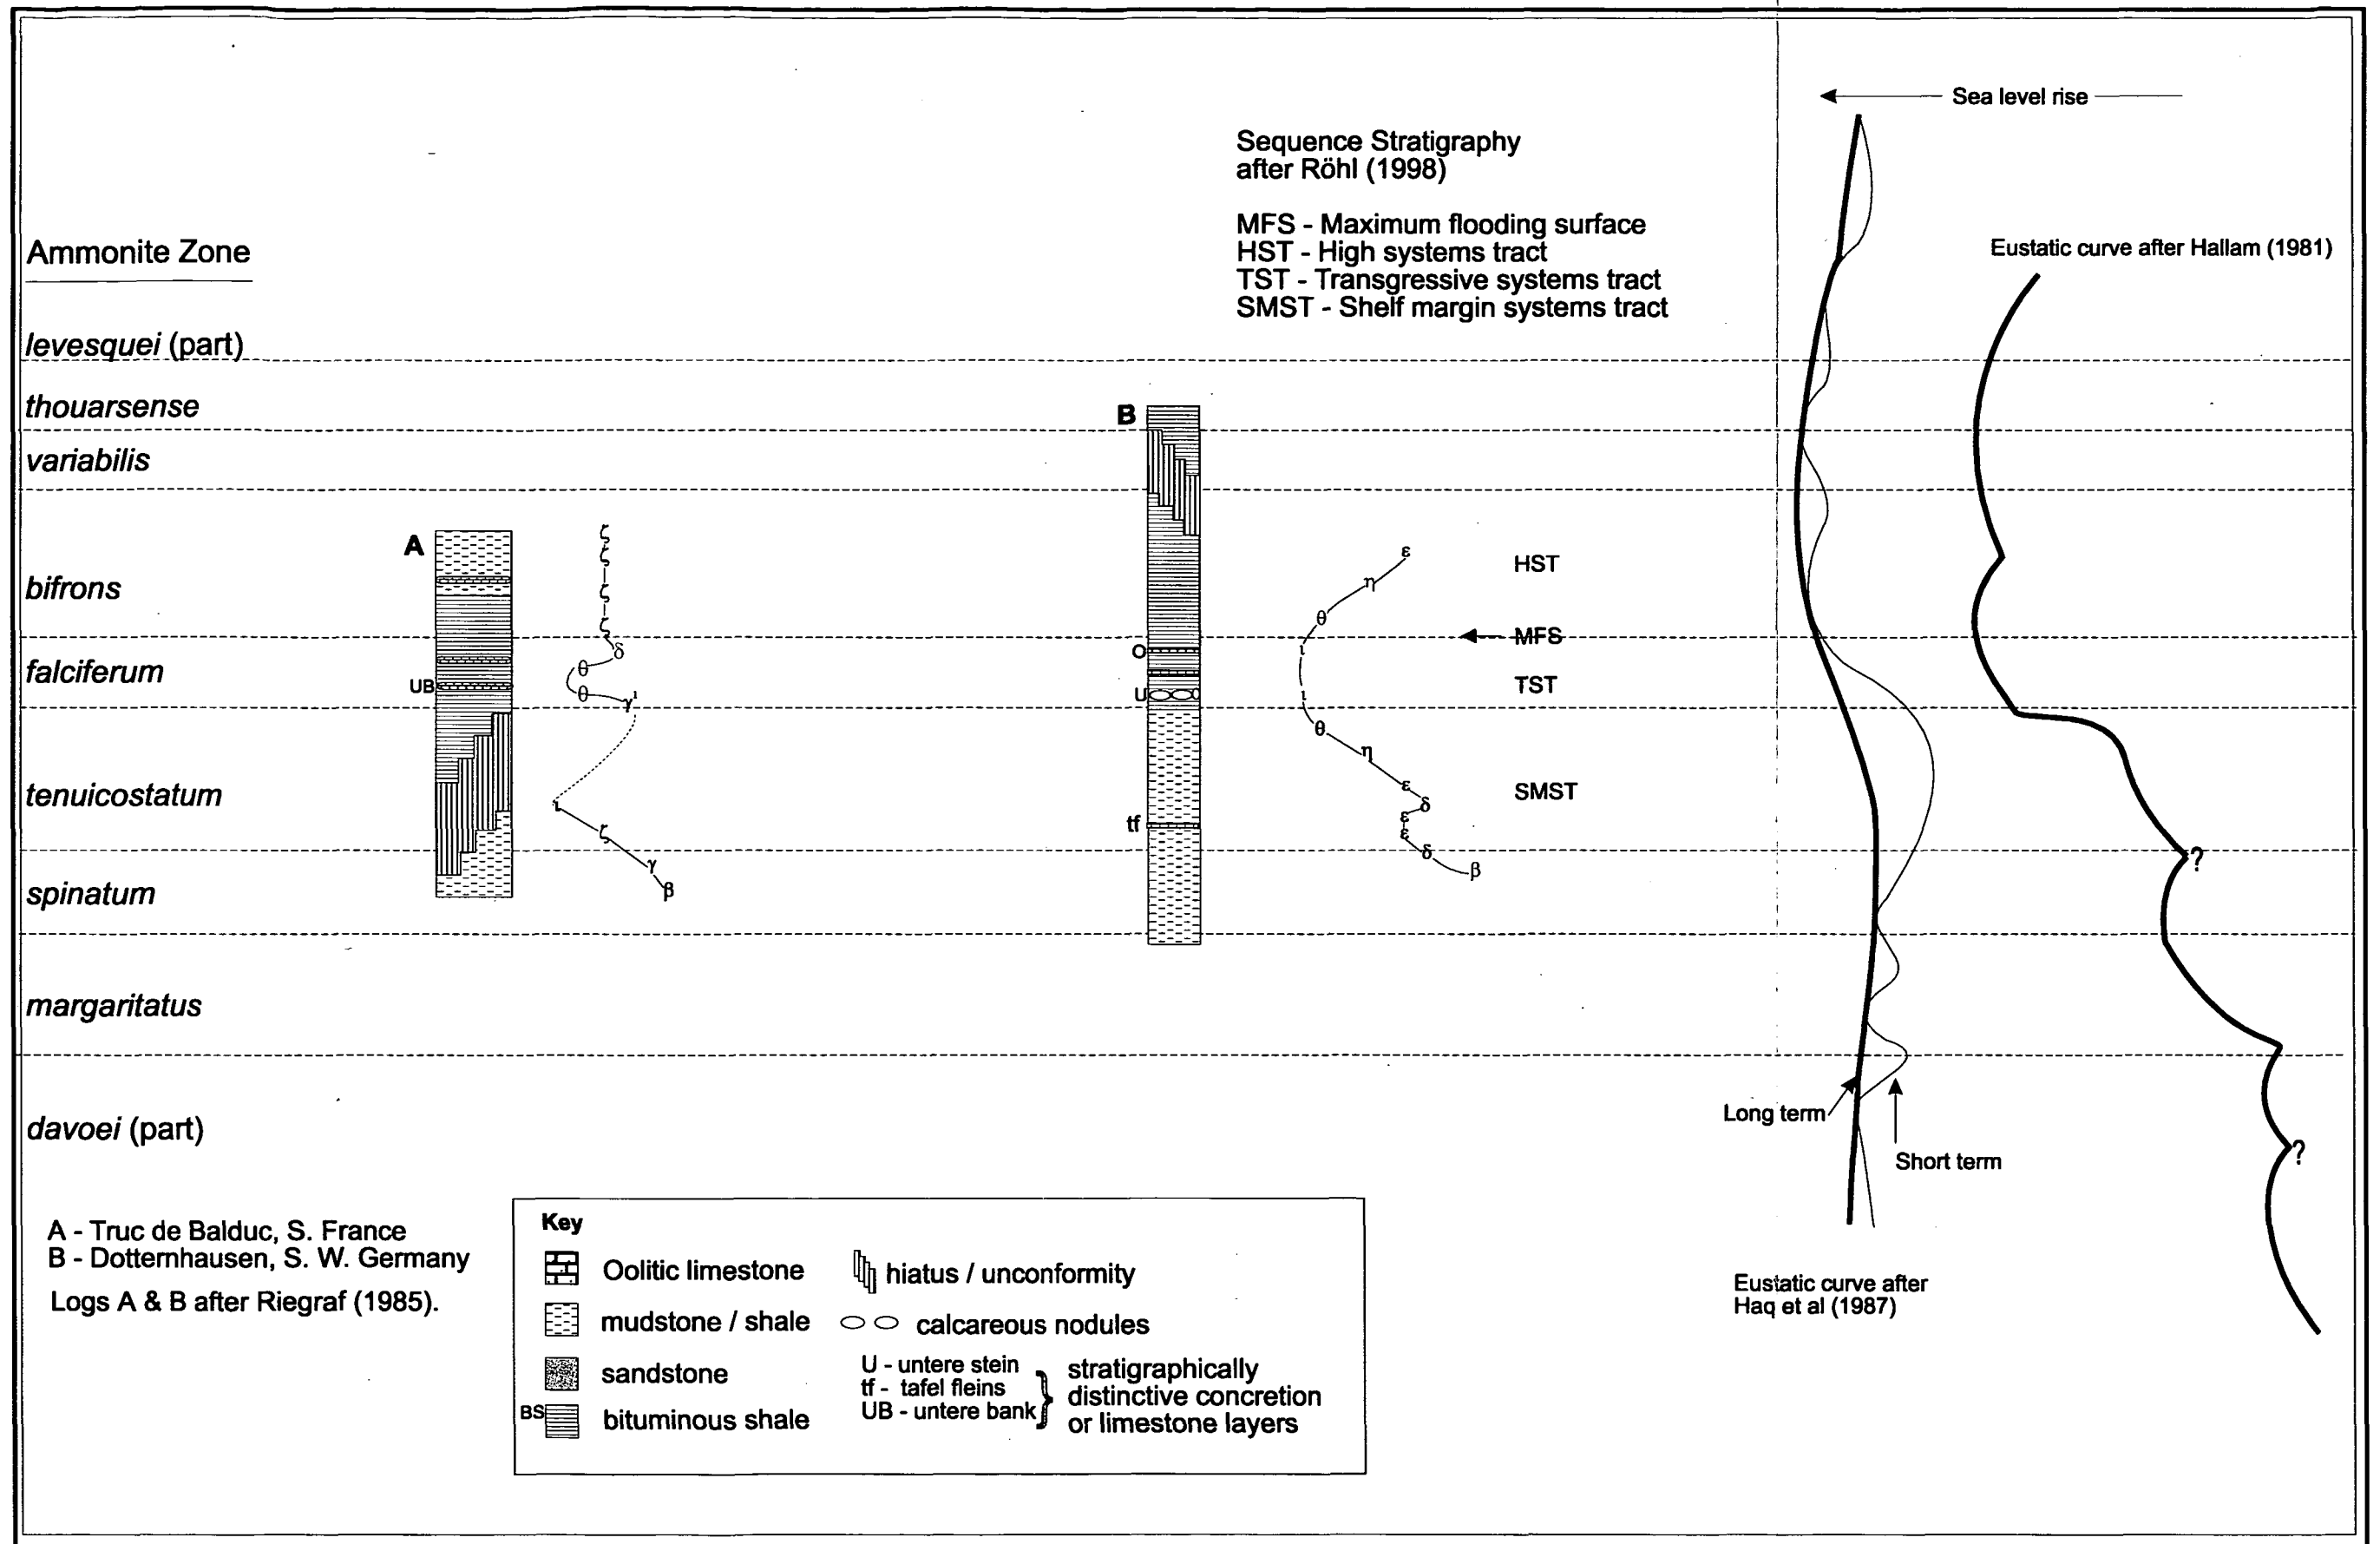 Sea level rise
Sequence Stratigraphy
after Röhl (1998)
MFS - Maximum flooding surface
HST - High systems tract
TST - Transgressive systems tract
SMST - Shelf margin systems tract
Eustatic curve after Hallam (1981)
Ammonite Zone
levesquei (part)
thouarsense
variabilis
bifrons
falciferum
tenuicostatum
spinatum
margaritatus
davoei (part)
A
UB
ζ
ζ
ζ
ζ
δ
θ
θ
γ'
ι
ζ
γ
β
B
O
U
tf
ε
η
θ
ι
ι
θ
η
ε
δ
ε
ε
δ
β
HST
MFS
TST
SMST
?
?
Long term
Short term
Eustatic curve after
Haq et al (1987)
A - Truc de Balduc, S. France
B - Dotternhausen, S. W. Germany
Logs A & B after Riegraf (1985).
Key
Oolitic limestone
mudstone / shale
sandstone
BS bituminous shale
hiatus / unconformity
calcareous nodules
U - untere stein
tf - tafel fleins
UB - untere bank
stratigraphically
distinctive concretion
or limestone layers